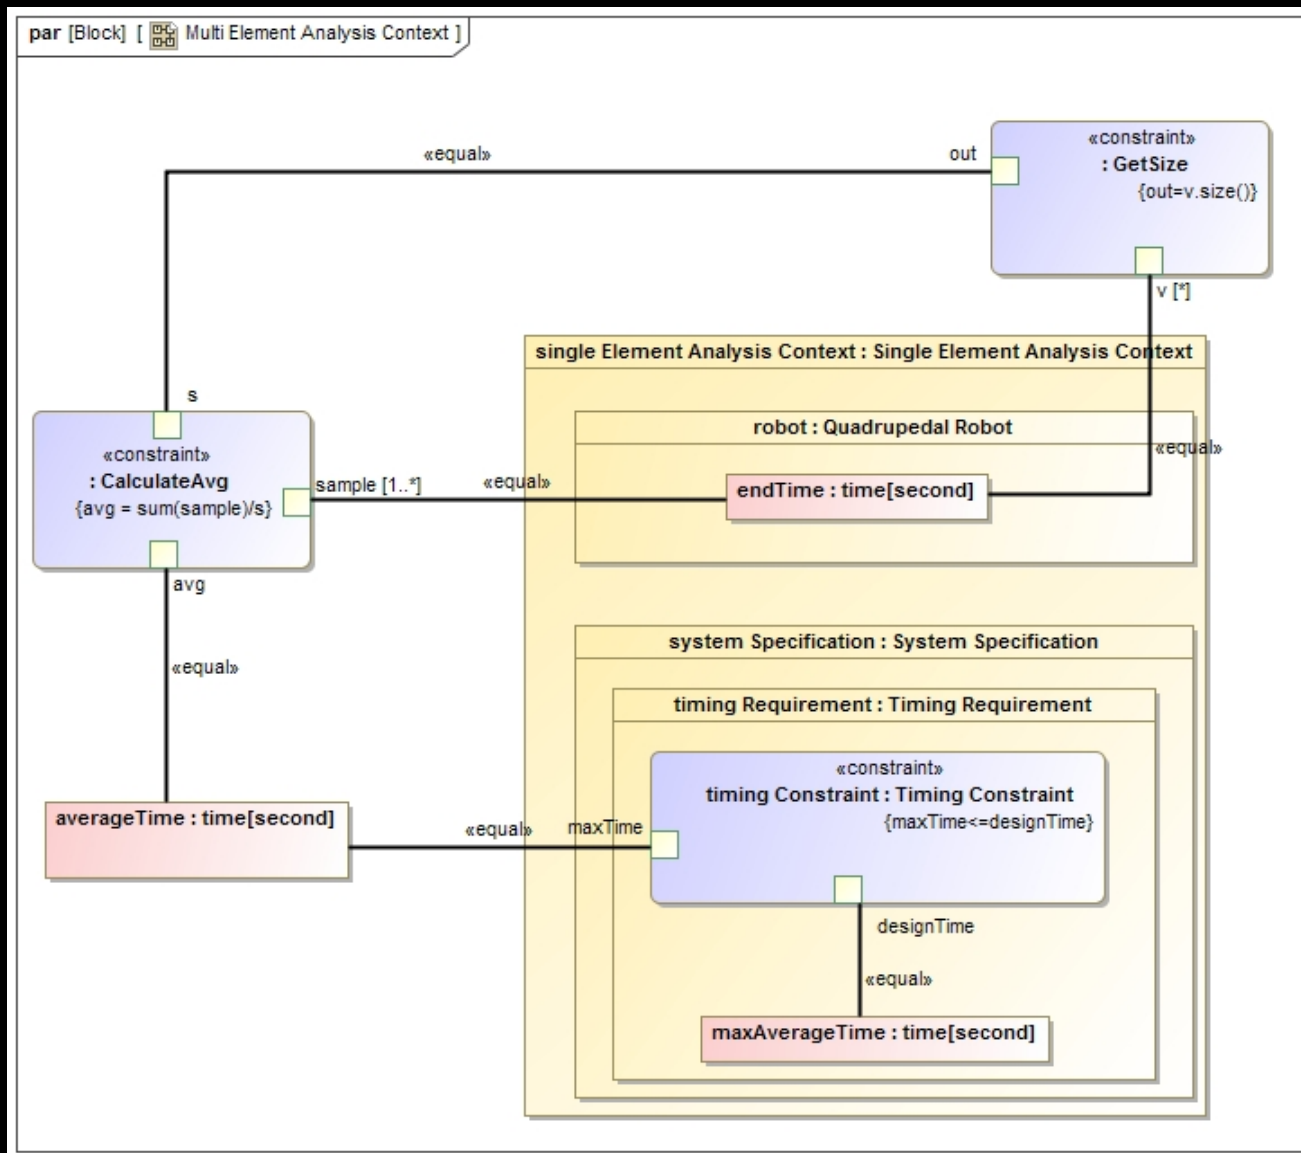 par [Block] [ Multi Element Analysis Context ]
«constraint»
: GetSize
{out=v.size()}
out
«equal»
v [*]
single Element Analysis Context : Single Element Analysis Context
s
robot : Quadrupedal Robot
«equal»
«constraint»
: CalculateAvg
{avg = sum(sample)/s}
sample [1..*]
«equal»
endTime : time[second]
avg
«equal»
system Specification : System Specification
timing Requirement : Timing Requirement
«constraint»
timing Constraint : Timing Constraint
{maxTime<=designTime}
averageTime : time[second]
«equal»
maxTime
designTime
«equal»
maxAverageTime : time[second]